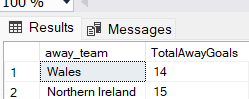 100 %
Results Messages
away_team TotalAwayGoals
1 Wales 14
2 Northern Ireland 15